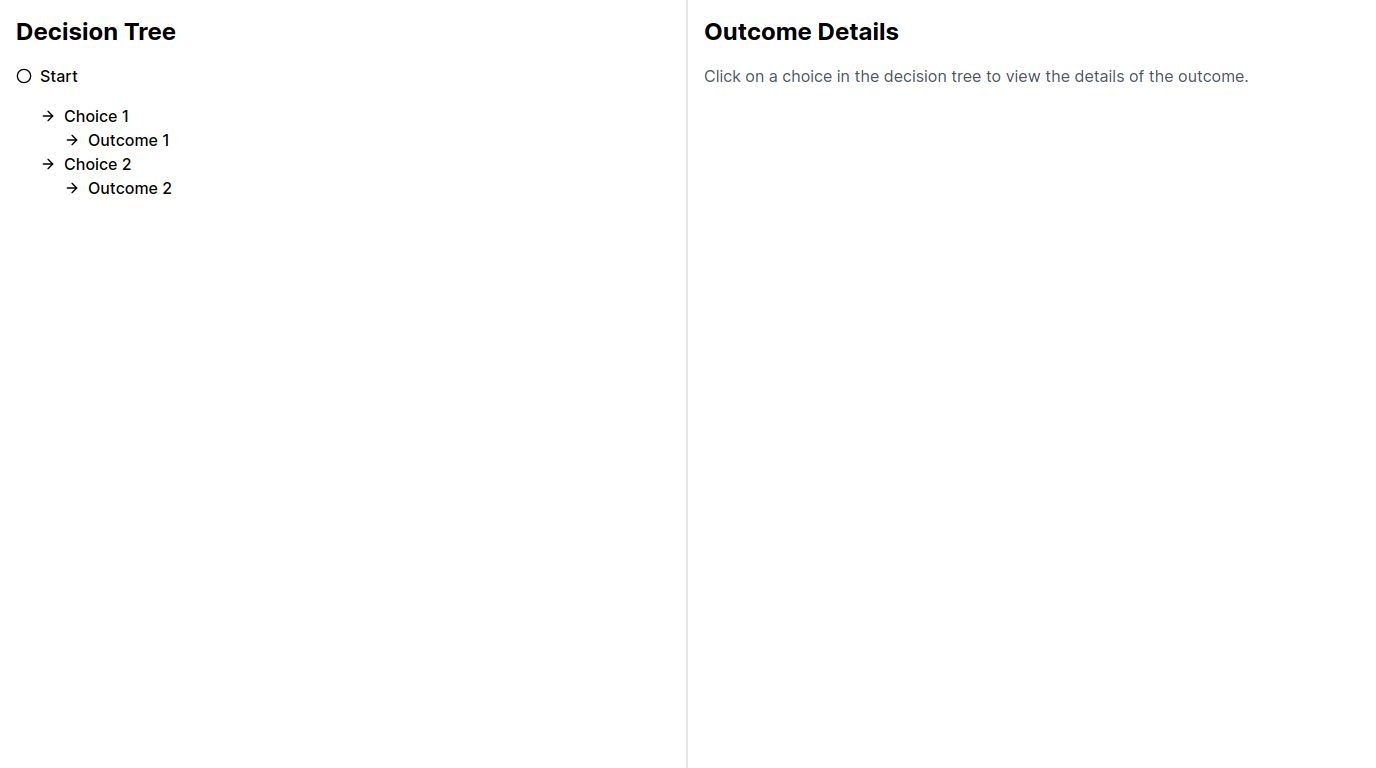 Decision Tree
Start
Choice 1
Outcome 1
Choice 2
Outcome 2
Outcome Details
Click on a choice in the decision tree to view the details of the outcome.